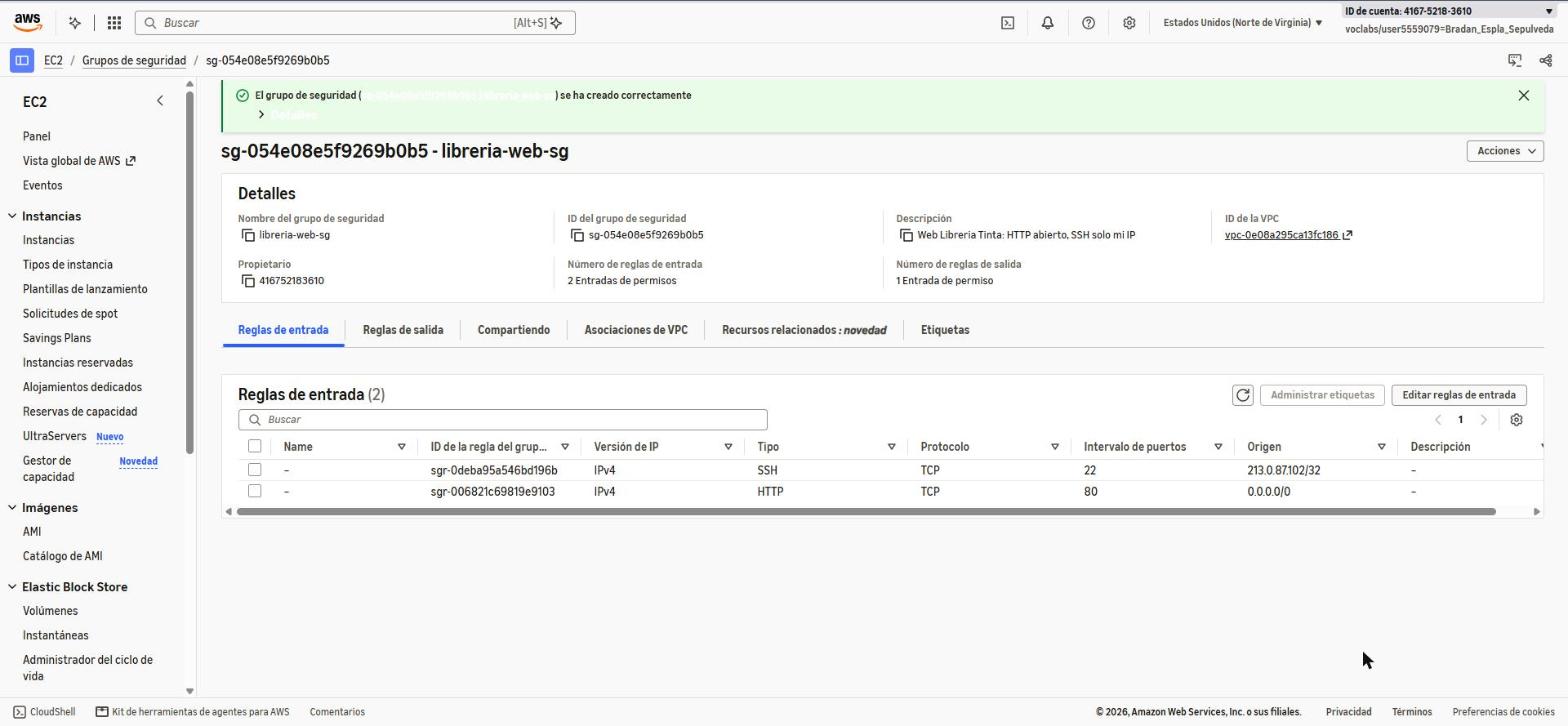 aws
Buscar [Alt+S]
Estados Unidos (Norte de Virginia)
ID de cuenta: 4167-5218-3610
voclabs/user5559079=Bradan_Espla_Sepulveda
EC2 / Grupos de seguridad / sg-054e08e5f9269b0b5
EC2
Panel
Vista global de AWS
Eventos
Instancias
Instancias
Tipos de instancia
Plantillas de lanzamiento
Solicitudes de spot
Savings Plans
Instancias reservadas
Alojamientos dedicados
Reservas de capacidad
UltraServers Nuevo
Gestor de capacidad Novedad
Imágenes
AMI
Catálogo de AMI
Elastic Block Store
Volúmenes
Instantáneas
Administrador del ciclo de vida
El grupo de seguridad (sg-054e08e5f9269b0b5 | libreria-web-sg) se ha creado correctamente
Detalles
sg-054e08e5f9269b0b5 - libreria-web-sg
Acciones
Detalles
Nombre del grupo de seguridad
libreria-web-sg
ID del grupo de seguridad
sg-054e08e5f9269b0b5
Descripción
Web Libreria Tinta: HTTP abierto, SSH solo mi IP
ID de la VPC
vpc-0e08a295ca13fc186
Propietario
416752183610
Número de reglas de entrada
2 Entradas de permisos
Número de reglas de salida
1 Entrada de permiso
Reglas de entrada
Reglas de salida
Compartiendo
Asociaciones de VPC
Recursos relacionados : novedad
Etiquetas
Reglas de entrada (2)
Administrar etiquetas
Editar reglas de entrada
Buscar
1
Name ID de la regla del grup... Versión de IP Tipo Protocolo Intervalo de puertos Origen Descripción
– sgr-0deba95a546bd196b IPv4 SSH TCP 22 213.0.87.102/32 –
– sgr-006821c69819e9103 IPv4 HTTP TCP 80 0.0.0.0/0 –
CloudShell
Kit de herramientas de agentes para AWS
Comentarios
© 2026, Amazon Web Services, Inc. o sus filiales.
Privacidad
Términos
Preferencias de cookies